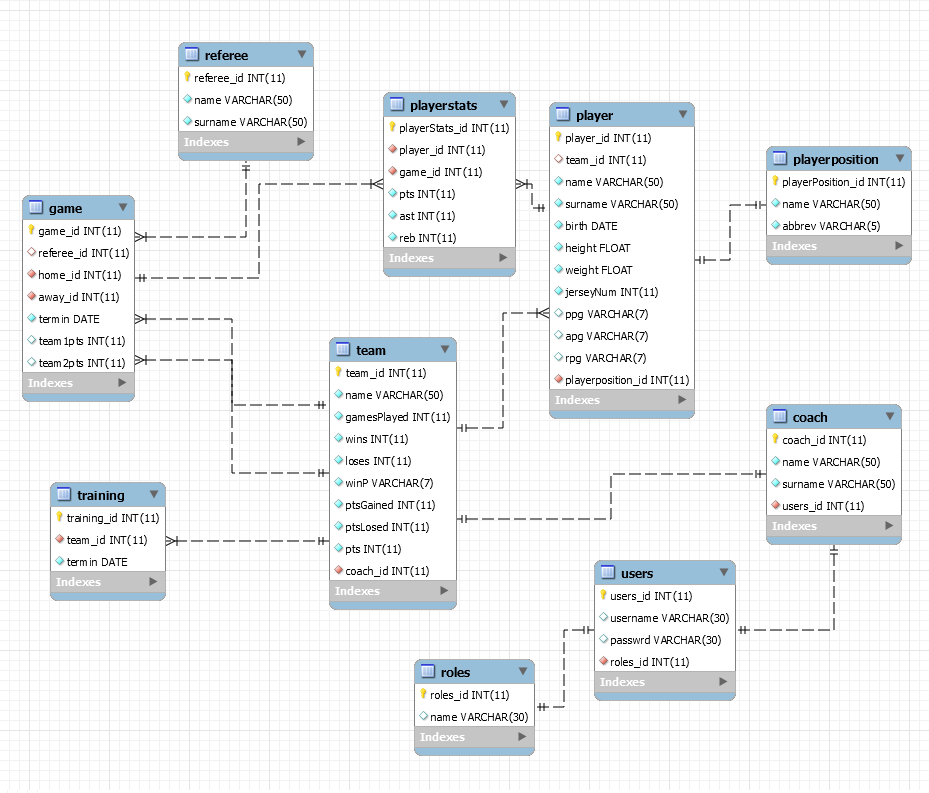 referee
referee_id INT(11)
name VARCHAR(50)
surname VARCHAR(50)
Indexes
playerstats
playerStats_id INT(11)
player_id INT(11)
game_id INT(11)
pts INT(11)
ast INT(11)
reb INT(11)
Indexes
player
player_id INT(11)
team_id INT(11)
name VARCHAR(50)
surname VARCHAR(50)
birth DATE
height FLOAT
weight FLOAT
jerseyNum INT(11)
ppg VARCHAR(7)
apg VARCHAR(7)
rpg VARCHAR(7)
playerposition_id INT(11)
Indexes
playerposition
playerPosition_id INT(11)
name VARCHAR(50)
abbrev VARCHAR(5)
Indexes
game
game_id INT(11)
referee_id INT(11)
home_id INT(11)
away_id INT(11)
termin DATE
team1pts INT(11)
team2pts INT(11)
Indexes
team
team_id INT(11)
name VARCHAR(50)
gamesPlayed INT(11)
wins INT(11)
loses INT(11)
winP VARCHAR(7)
ptsGained INT(11)
ptsLosed INT(11)
pts INT(11)
coach_id INT(11)
Indexes
coach
coach_id INT(11)
name VARCHAR(50)
surname VARCHAR(50)
users_id INT(11)
Indexes
training
training_id INT(11)
team_id INT(11)
termin DATE
Indexes
users
users_id INT(11)
username VARCHAR(30)
passwrd VARCHAR(30)
roles_id INT(11)
Indexes
roles
roles_id INT(11)
name VARCHAR(30)
Indexes